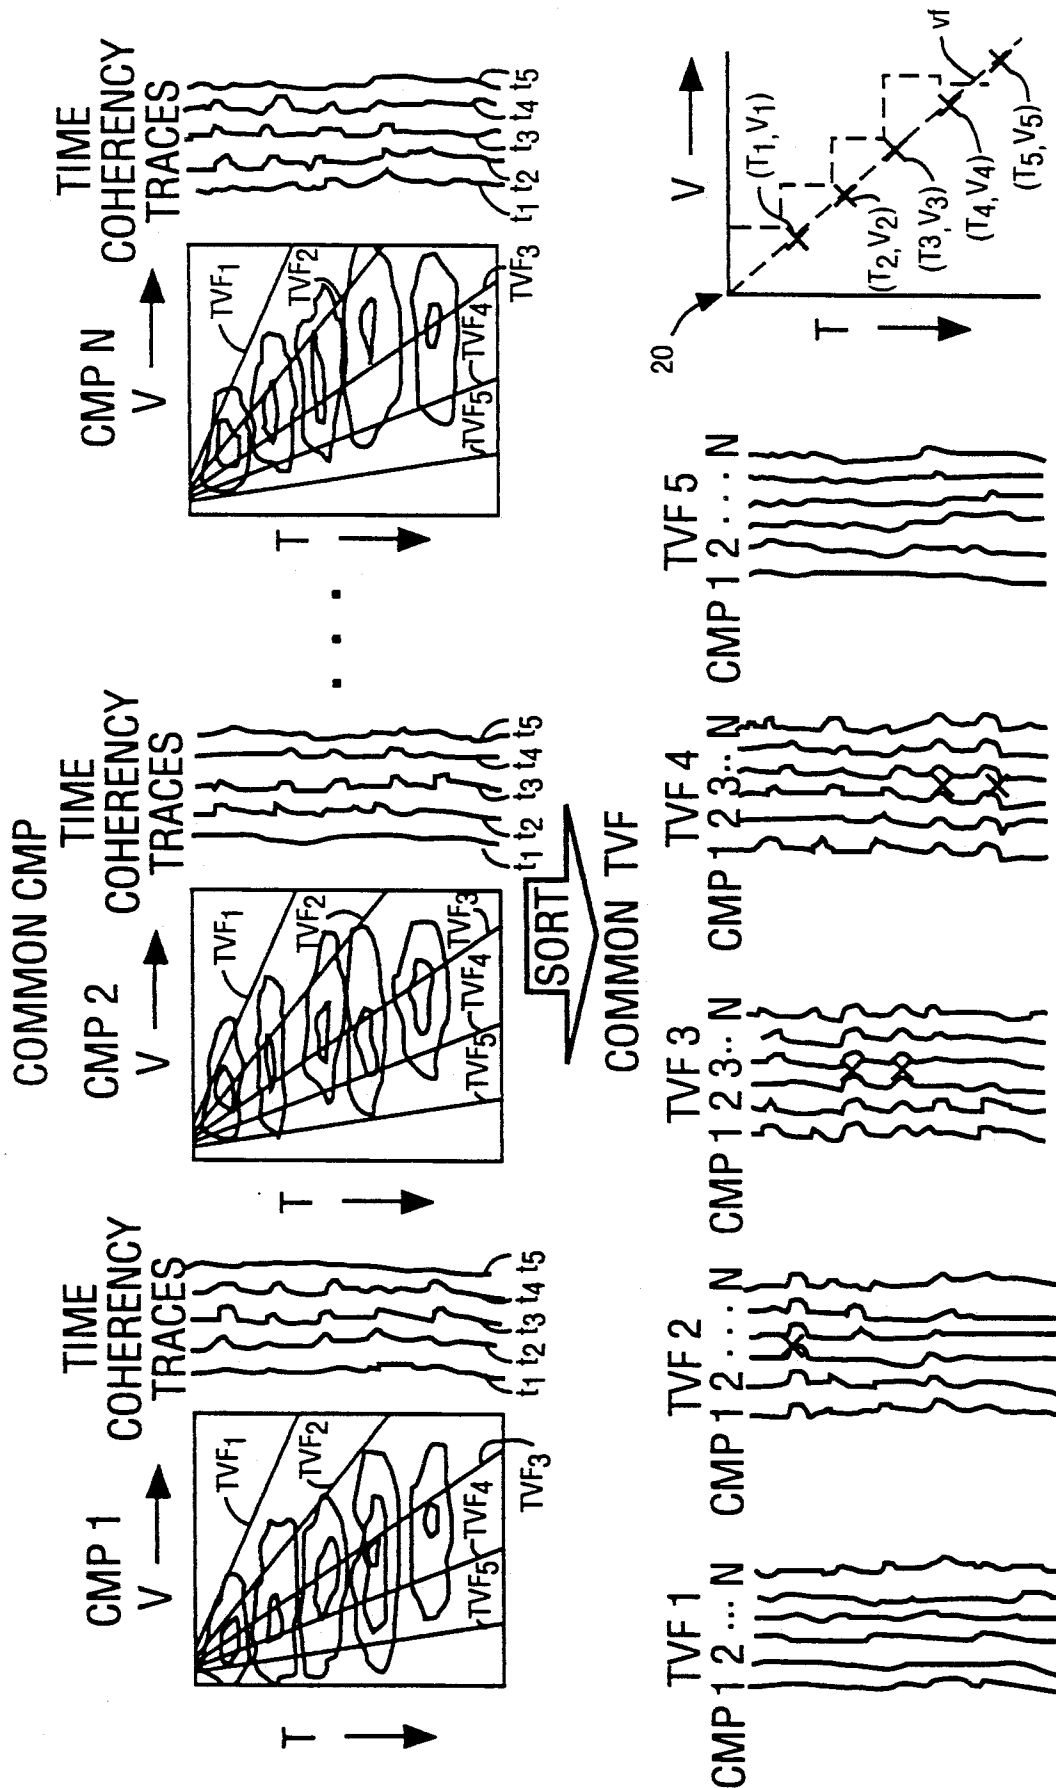 COMMON CMP
CMP 1
V
T
TVF1
TVF2
TVF3
TVF4
TVF5
TIME
COHERENCY
TRACES
t1 t2 t3 t4 t5
CMP 2
V
T
TVF1
TVF2
TVF3
TVF4
TVF5
TIME
COHERENCY
TRACES
t1 t2 t3 t4 t5
. . .
CMP N
V
T
TVF1
TVF2
TVF3
TVF4
TVF5
TIME
COHERENCY
TRACES
t1 t2 t3 t4 t5
SORT
COMMON TVF
TVF 1
CMP 1 2 ... N
TVF 2
CMP 1 2 .... N
TVF 3
CMP 1 2 3.. N
TVF 4
CMP 1 2 3.. N
TVF 5
CMP 1 2 .... N
20
V
T
(T1,V1)
(T2,V2)
(T3,V3)
(T4,V4)
(T5,V5)
vf